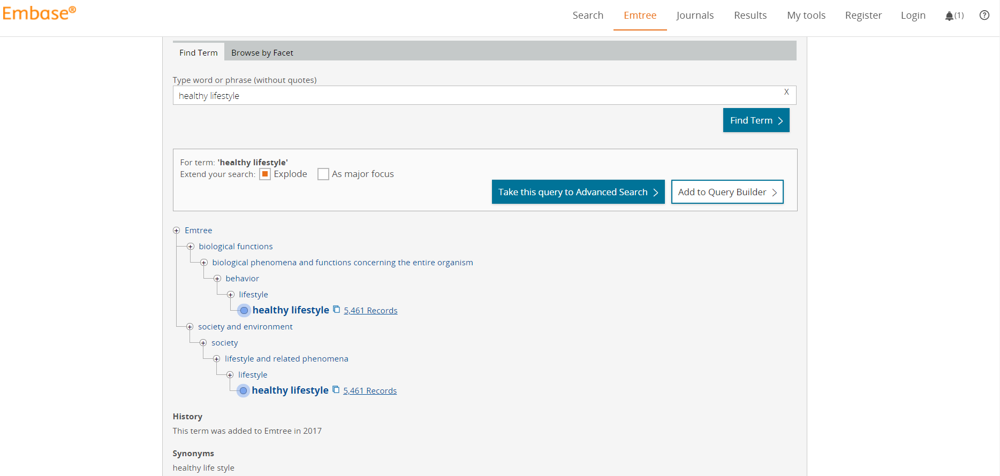 Embase®
Search Emtree Journals Results My tools Register Login (1) ?
Find Term Browse by Facet
Type word or phrase (without quotes)
healthy lifestyle X
Find Term
For term: 'healthy lifestyle'
Extend your search: Explode As major focus
Take this query to Advanced Search Add to Query Builder
Emtree
biological functions
biological phenomena and functions concerning the entire organism
behavior
lifestyle
healthy lifestyle 5,461 Records
society and environment
society
lifestyle and related phenomena
lifestyle
healthy lifestyle 5,461 Records
History
This term was added to Emtree in 2017
Synonyms
healthy life style